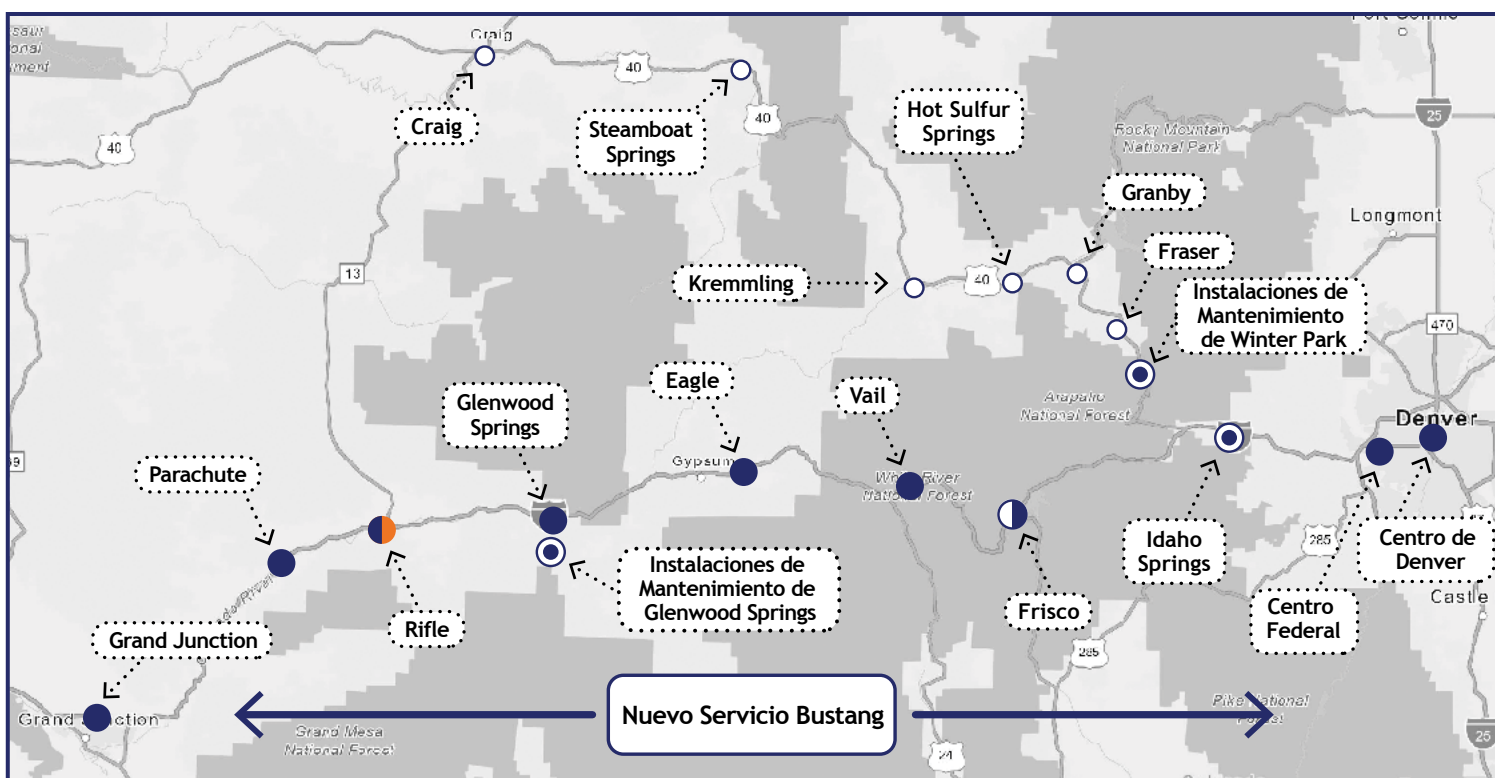 Craig
40
Craig
40
Steamboat
Springs
40
Hot Sulfur
Springs
Rocky Mountain
National Park
25
Granby
Longmont
Fraser
13
Kremmling
40
Instalaciones de
Mantenimiento
de Winter Park
470
Eagle
Vail
Glenwood
Springs
Arapaho
National Forest
Denver
Parachute
Gypsum
National Forest
285
285
Idaho
Springs
Centro de
Denver
Instalaciones de
Mantenimiento de
Glenwood Springs
Castle
Grand Junction
Rifle
Frisco
Centro
Federal
Nuevo Servicio Bustang
Grand Junction
Grand Mesa
National Forest
Pike National
Forest
24
25